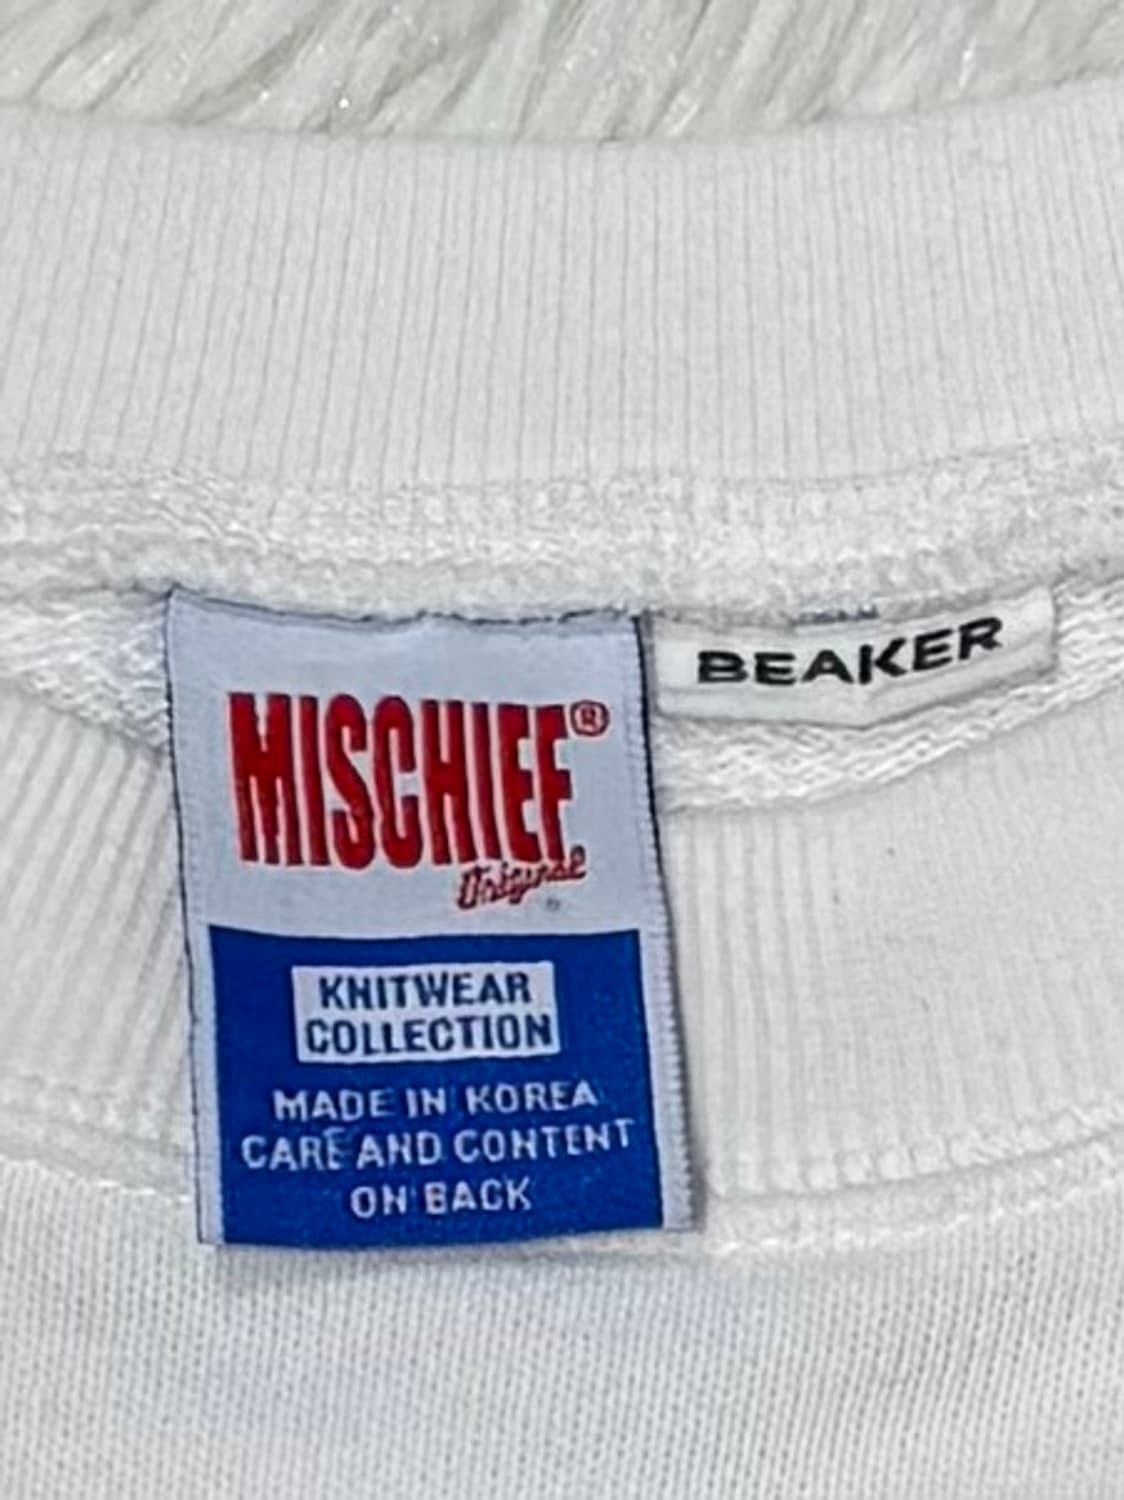 MISCHIEF®
Original
BEAKER
KNITWEAR
COLLECTION
MADE IN KOREA
CARE AND CONTENT
ON BACK